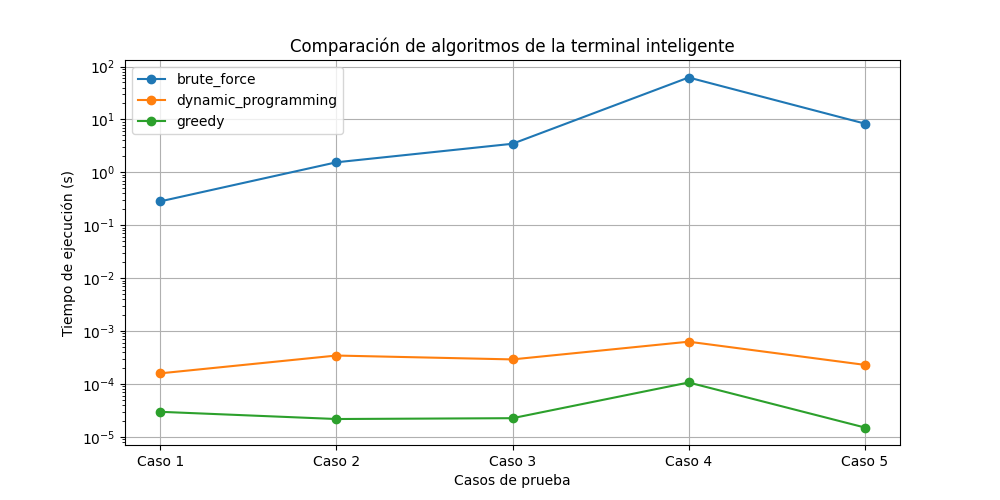 Comparación de algoritmos de la terminal inteligente
brute_force
dynamic_programming
greedy
Tiempo de ejecución (s)
10²
10¹
10⁰
10⁻¹
10⁻²
10⁻³
10⁻⁴
10⁻⁵
Caso 1
Caso 2
Caso 3
Caso 4
Caso 5
Casos de prueba